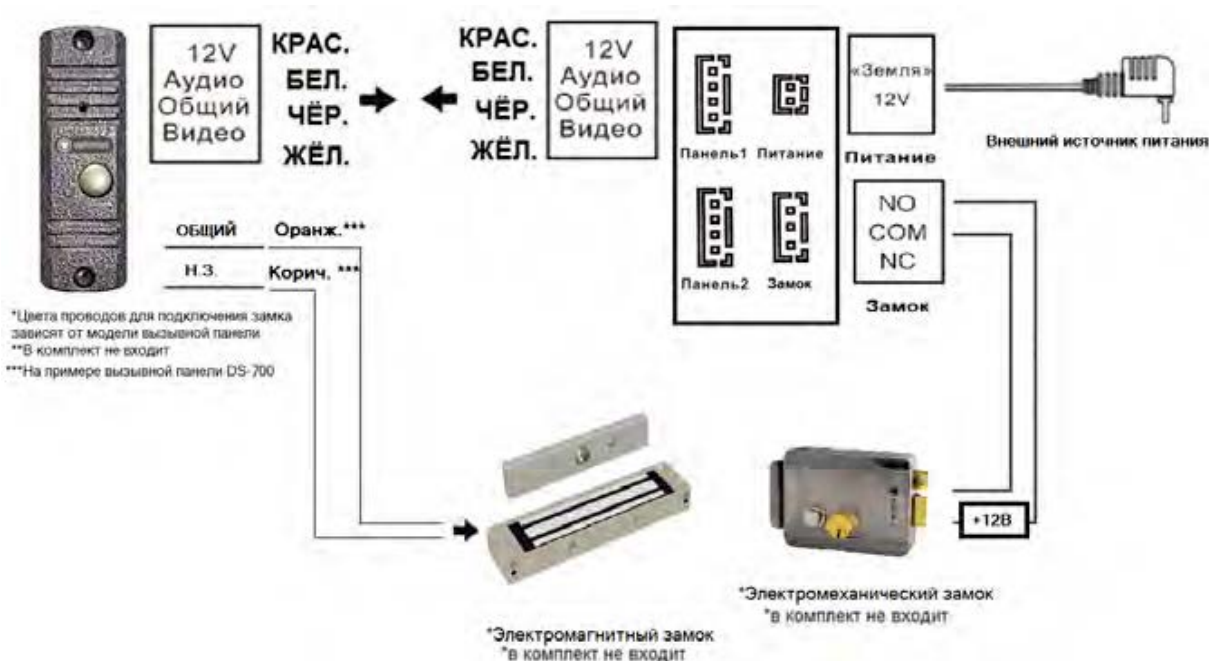 12V
Аудио
Общий
Видео
КРАС.
БЕЛ.
ЧЁР.
ЖЁЛ.
КРАС.
БЕЛ.
ЧЁР.
ЖЁЛ.
12V
Аудио
Общий
Видео
Панель1
Питание
Панель2
Замок
«Земля»
12V
Питание
Внешний источник питания
NO
COM
NC
Замок
ОБЩИЙ
Оранж.***
Н.З.
Корич. ***
*Цвета проводов для подключения замка
зависят от модели вызывной панели
**В комплект не входит
***На примере вызывной панели DS-700
+12В
*Электромеханический замок
*в комплект не входит
*Электромагнитный замок
*в комплект не входит